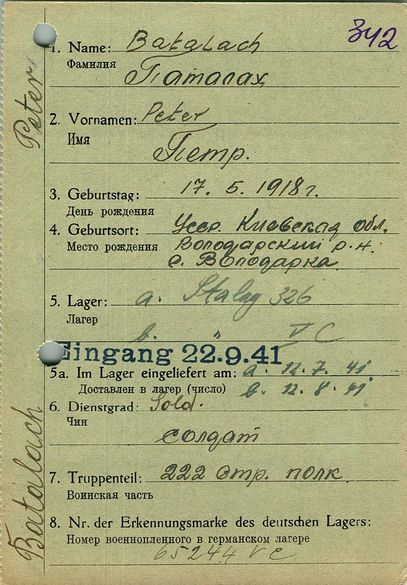 342
1. Name: Batalach
Фамилия Паталах
2. Vornamen: Peter
Имя Петр.
3. Geburtstag: 17. 5. 1918 г.
День рождения
4. Geburtsort: Усср. Киевская обл.
Место рождения Володарский р-н.
с. Володарка
5. Lager: a. Stalag 326
Лагерь
b. " VI C
Eingang 22.9.41
5a. Im Lager eingeliefert am: a. 12. 7. 41
Доставлен в лагерь (число) b. 12. 8. 41
6. Dienstgrad: Sold.
Чин
солдат
7. Truppenteil: 222 стр. полк
Воинская часть
8. Nr. der Erkennungsmarke des deutschen Lagers:
Номер военнопленного в германском лагере
65244 VI C
Batalach Peter